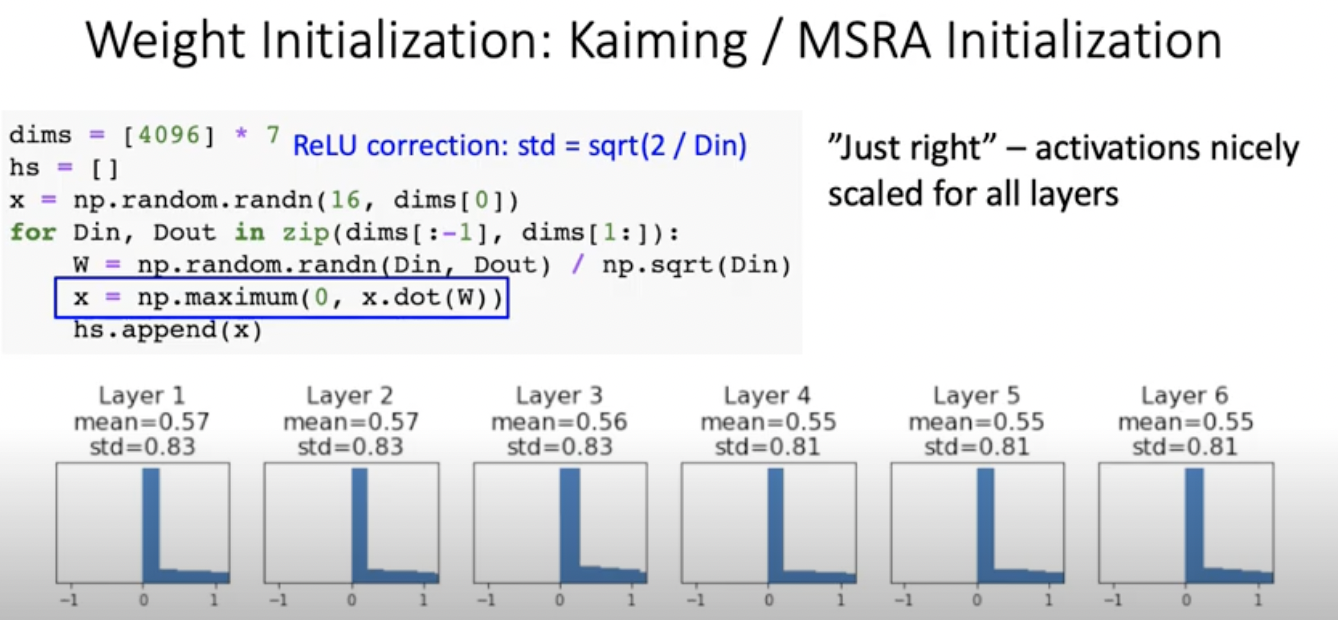 Weight Initialization: Kaiming / MSRA Initialization
dims = [4096] * 7
ReLU correction: std = sqrt(2 / Din)
hs = []
x = np.random.randn(16, dims[0])
for Din, Dout in zip(dims[:-1], dims[1:]):
    W = np.random.randn(Din, Dout) / np.sqrt(Din)
    x = np.maximum(0, x.dot(W))
    hs.append(x)
”Just right” – activations nicely
scaled for all layers
Layer 1
mean=0.57
std=0.83
-1 0 1
Layer 2
mean=0.57
std=0.83
-1 0 1
Layer 3
mean=0.56
std=0.83
-1 0 1
Layer 4
mean=0.55
std=0.81
-1 0 1
Layer 5
mean=0.55
std=0.81
-1 0 1
Layer 6
mean=0.55
std=0.81
-1 0 1